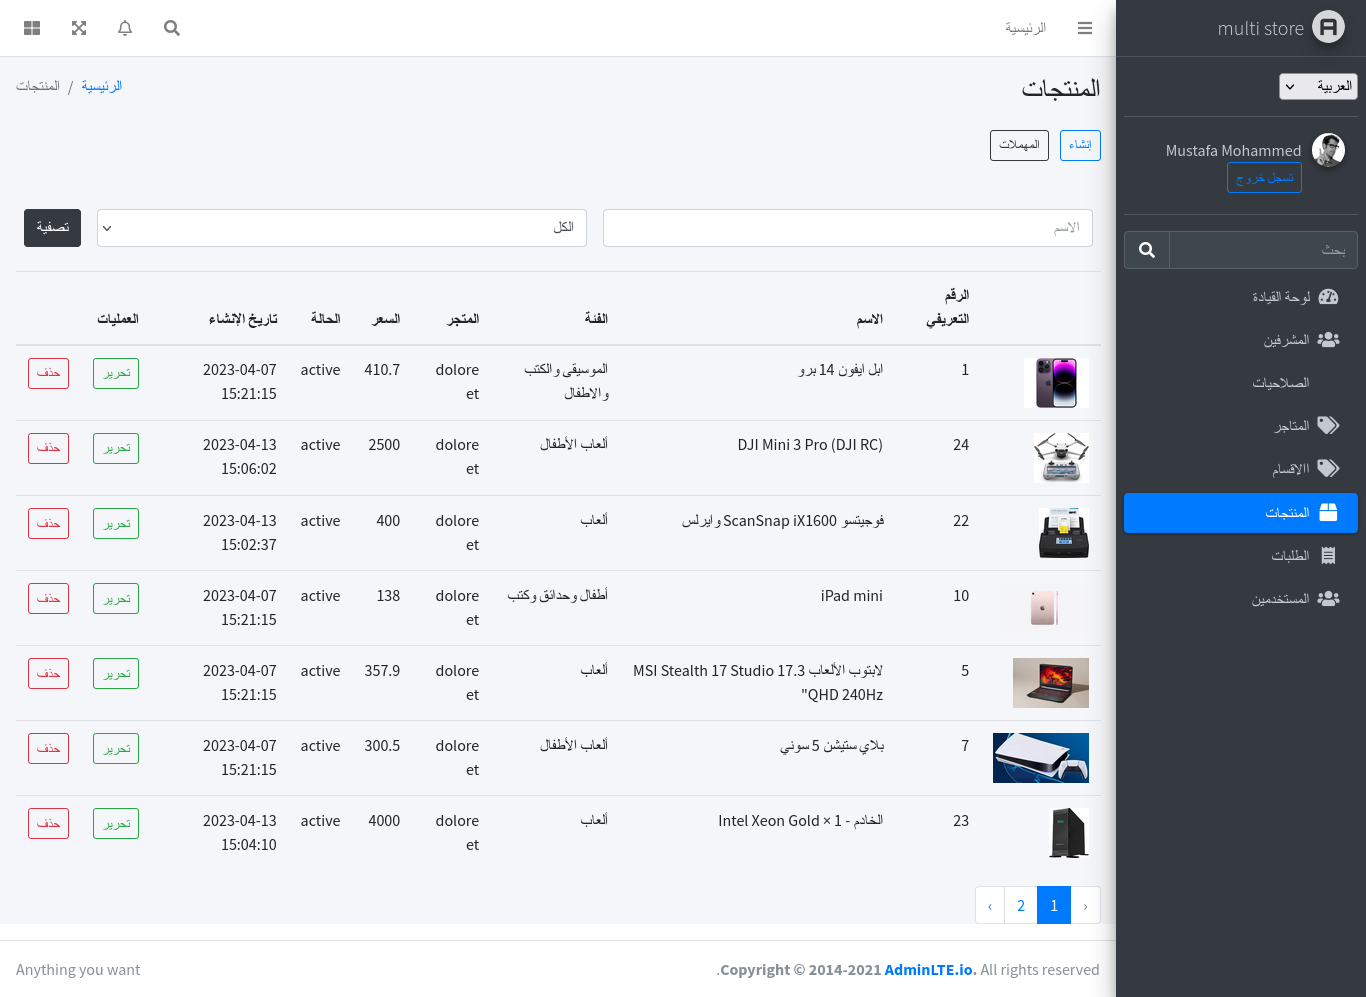 multi store
العربية
Mustafa Mohammed
تسجل خروج
بحث
لوحة القيادة
المشرفين
الصلاحيات
المتاجر
االاقسام
المنتجات
الطلبات
المستخدمين
الرئيسية
المنتجات
الرئيسية / المنتجات
إنشاء
المهملات
الاسم
الكل
تصفية
الرقم
التعريفي الاسم الفئة المتجر السعر الحالة تاريخ الإنشاء العمليات
1 ابل ايفون 14 برو الموسيقى والكتب dolore 410.7 active 2023-04-07 تحرير حذف
والاطفال et 15:21:15
24 DJI Mini 3 Pro (DJI RC) ألعاب الأطفال dolore 2500 active 2023-04-13 تحرير حذف
et 15:06:02
22 فوجيتسو ScanSnap iX1600 وايرلس ألعاب dolore 400 active 2023-04-13 تحرير حذف
et 15:02:37
10 iPad mini أطفال وحدائق وكتب dolore 138 active 2023-04-07 تحرير حذف
et 15:21:15
5 لابتوب الألعاب MSI Stealth 17 Studio 17.3 ألعاب dolore 357.9 active 2023-04-07 تحرير حذف
"QHD 240Hz et 15:21:15
7 بلاي ستيشن 5 سوني ألعاب الأطفال dolore 300.5 active 2023-04-07 تحرير حذف
et 15:21:15
23 الخادم - Intel Xeon Gold × 1 ألعاب dolore 4000 active 2023-04-13 تحرير حذف
et 15:04:10
‹ 1 2 ›
.Copyright © 2014-2021 AdminLTE.io. All rights reserved
Anything you want